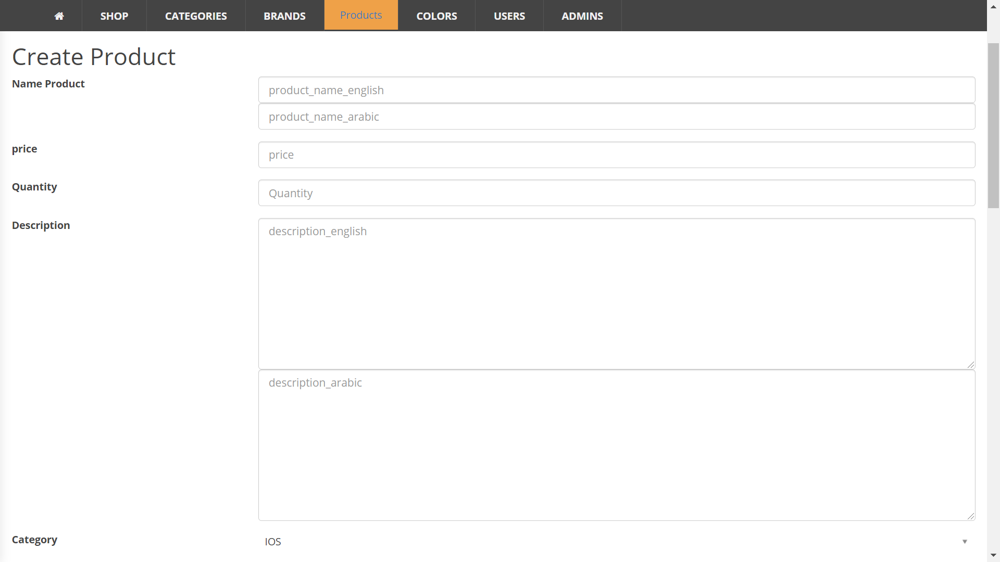 SHOP CATEGORIES BRANDS Products COLORS USERS ADMINS
Create Product
Name Product
product_name_english
product_name_arabic
price
price
Quantity
Quantity
Description
description_english
description_arabic
Category
IOS